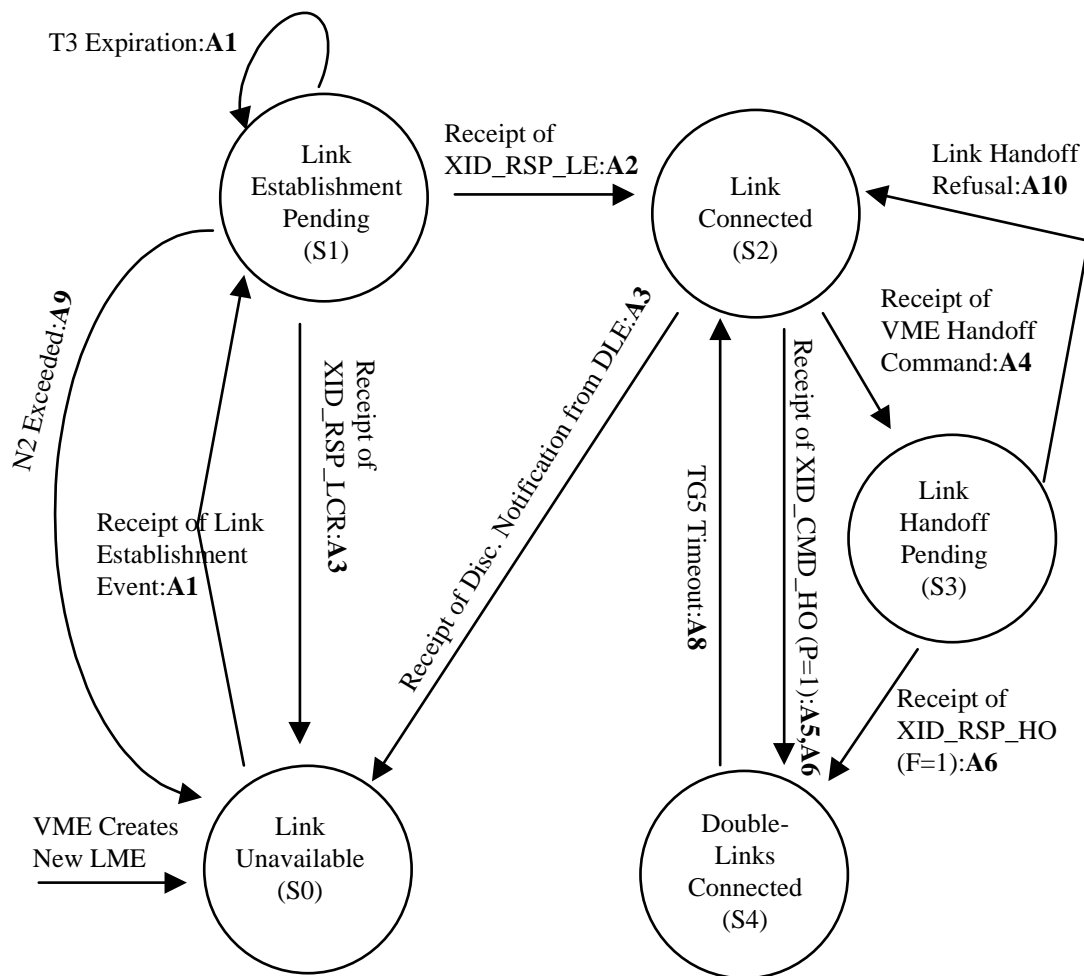 T3 Expiration:A1
Link
Establishment
Pending
(S1)
Receipt of
XID_RSP_LE:A2
Link
Connected
(S2)
Link Handoff
Refusal:A10
N2 Exceeded:A9
Receipt of
XID_RSP_LCR:A3
Receipt of Disc. Notification from DLE:A3
TG5 Timeout:A8
Receipt of XID_CMD_HO (P=1):A5,A6
Receipt of
VME Handoff
Command:A4
Link
Handoff
Pending
(S3)
Receipt of Link
Establishment
Event:A1
Receipt of
XID_RSP_HO
(F=1):A6
VME Creates
New LME
Link
Unavailable
(S0)
Double-
Links
Connected
(S4)